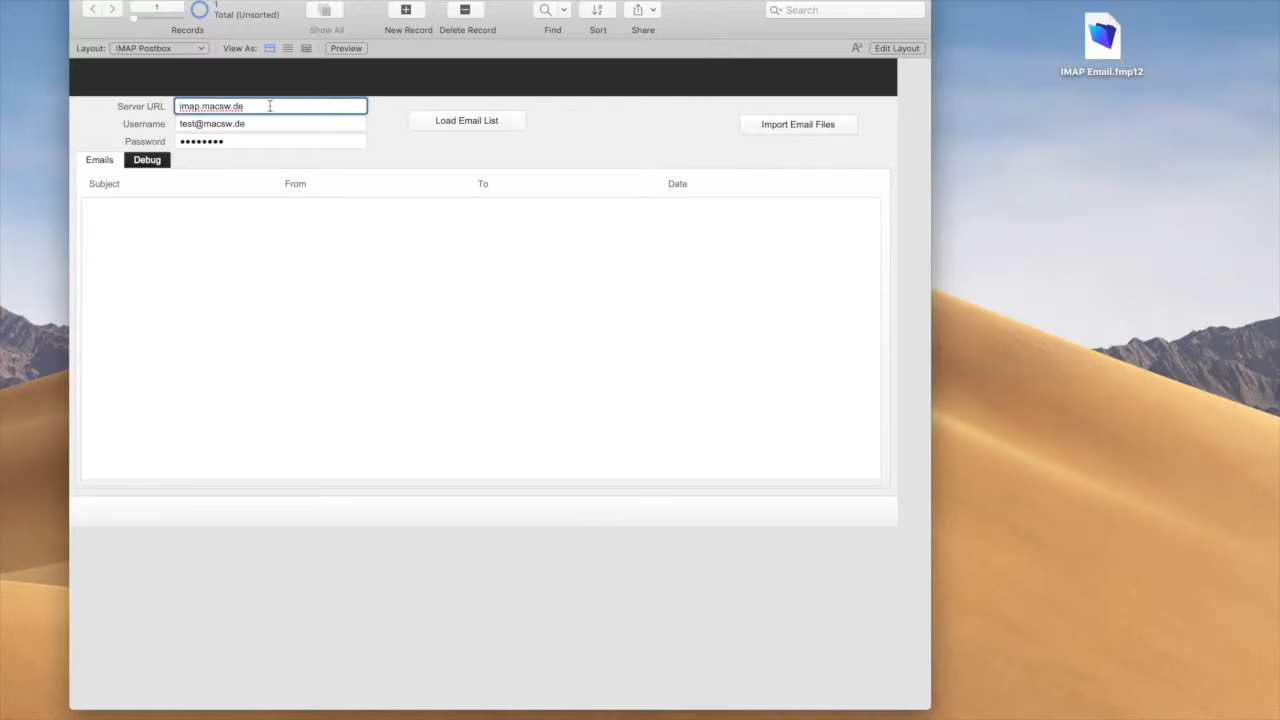 1
1
Total (Unsorted)
Search
Records
Show All
New Record
Delete Record
Find
Sort
Share
Layout: IMAP Postbox
View As:
Preview
Aa
Edit Layout
IMAP Email.fmp12
Server URL imap.macsw.de
Username test@macsw.de
Password ••••••••
Load Email List
Import Email Files
Emails Debug
Subject From To Date